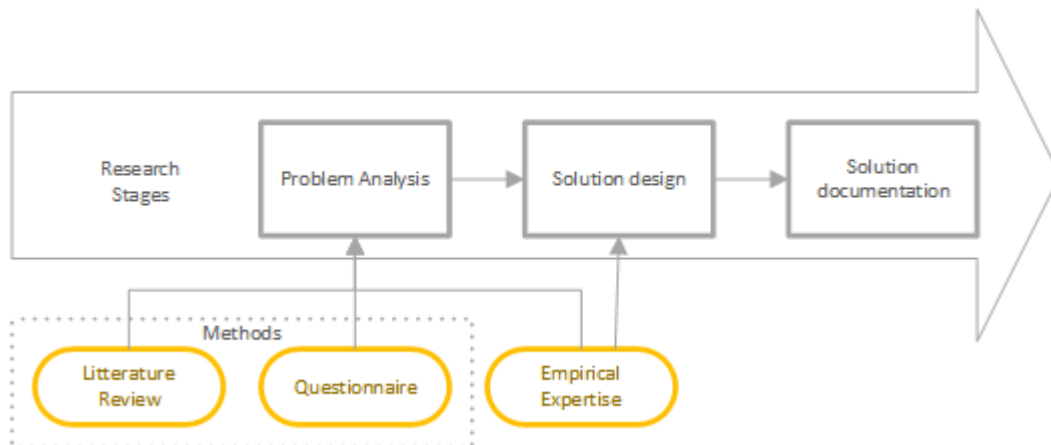 Research
Stages
Problem Analysis
Solution design
Solution
documentation
Methods
Litterature
Review
Questionnaire
Empirical
Expertise